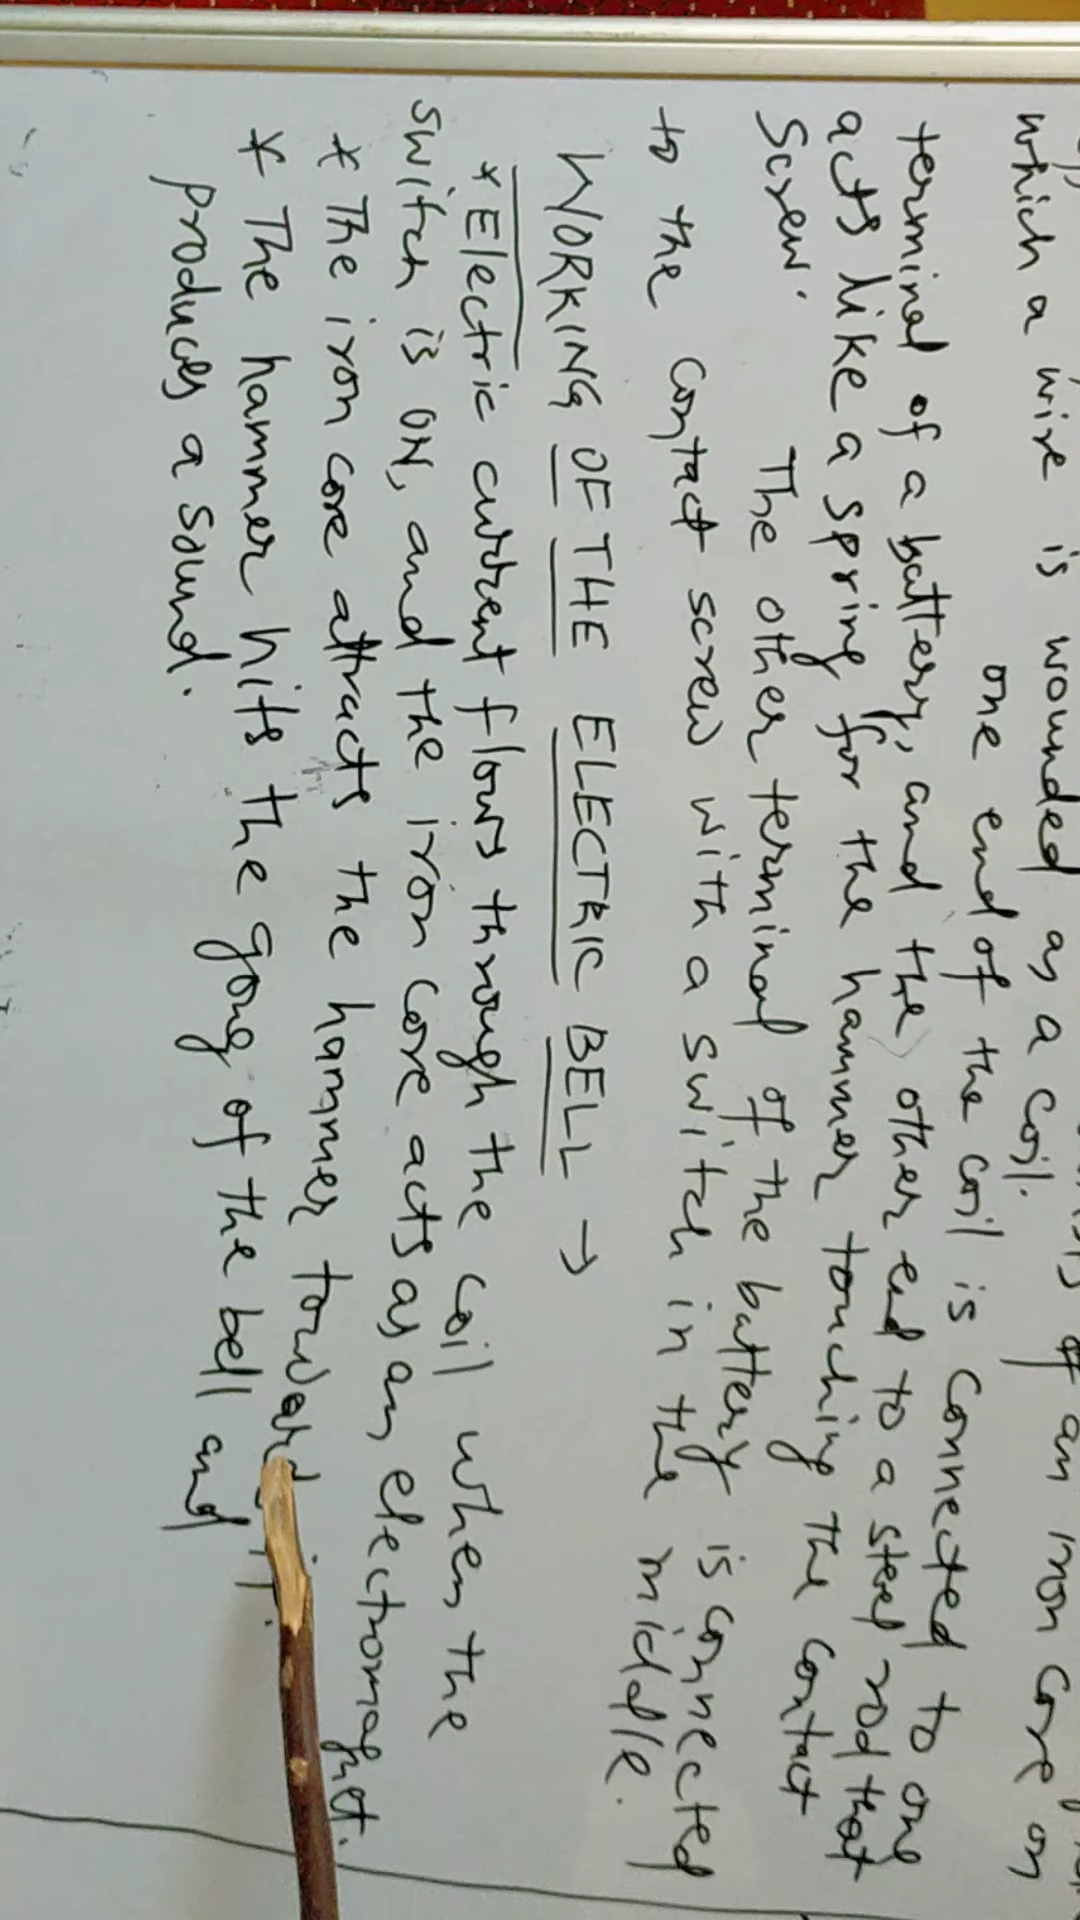 of an iron core on
which a wire is wounded as a coil.
one end of the coil is connected to one
terminal of a battery, and the other end to a steel rod that
acts like a spring for the hammer touching the contact
screw. The other terminal of the battery is connected
to the contact screw with a switch in the middle.
WORKING OF THE ELECTRIC BELL →
* Electric current flows through the coil when the
switch is ON, and the iron core acts as an electromagnet.
* The iron core attracts the hammer toward it.
* The hammer hits the gong of the bell and
produces a sound.